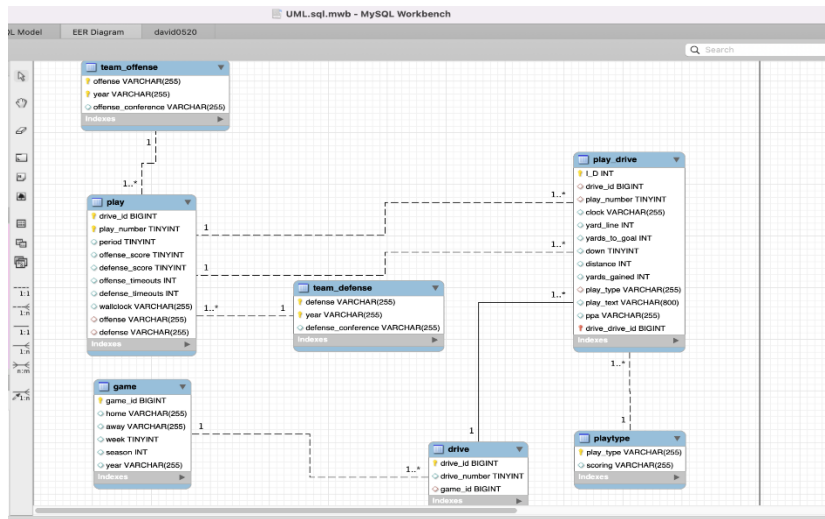 UML.sql.mwb - MySQL Workbench
QL Model
EER Diagram
david0520
Search
team_offense
offense VARCHAR(255)
year VARCHAR(255)
offense_conference VARCHAR(255)
Indexes
1
1..*
play
drive_id BIGINT
play_number TINYINT
period TINYINT
offense_score TINYINT
defense_score TINYINT
offense_timeouts INT
defense_timeouts INT
wallclock VARCHAR(255)
offense VARCHAR(255)
defense VARCHAR(255)
Indexes
1
1..*
1
1..*
1..*
1
team_defense
defense VARCHAR(255)
year VARCHAR(255)
defense_conference VARCHAR(255)
Indexes
play_drive
I_D INT
drive_id BIGINT
play_number TINYINT
clock VARCHAR(255)
yard_line INT
yards_to_goal INT
down TINYINT
distance INT
yards_gained INT
play_type VARCHAR(255)
play_text VARCHAR(800)
ppa VARCHAR(255)
drive_drive_id BIGINT
Indexes
1..*
1
1..*
1
game
game_id BIGINT
home VARCHAR(255)
away VARCHAR(255)
week TINYINT
season INT
year VARCHAR(255)
Indexes
1
1..*
drive
drive_id BIGINT
drive_number TINYINT
game_id BIGINT
Indexes
playtype
play_type VARCHAR(255)
scoring VARCHAR(255)
Indexes
1:1
1:n
1:1
1:n
n:m
1:n